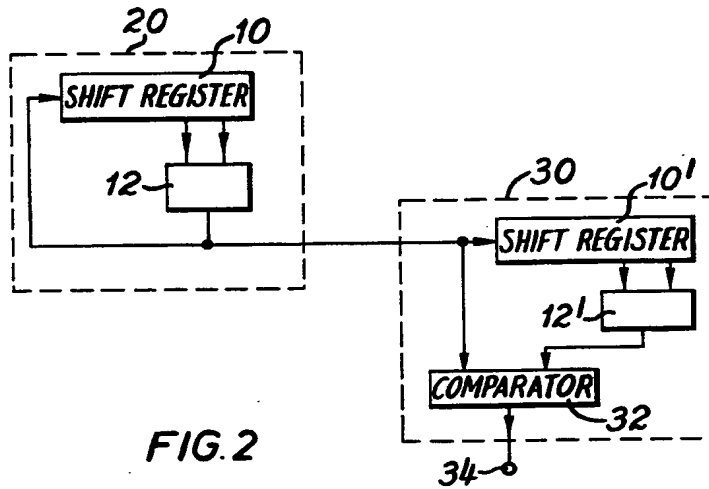 20
10
SHIFT REGISTER
12
30
10'
SHIFT REGISTER
12'
COMPARATOR
32
34
FIG.2